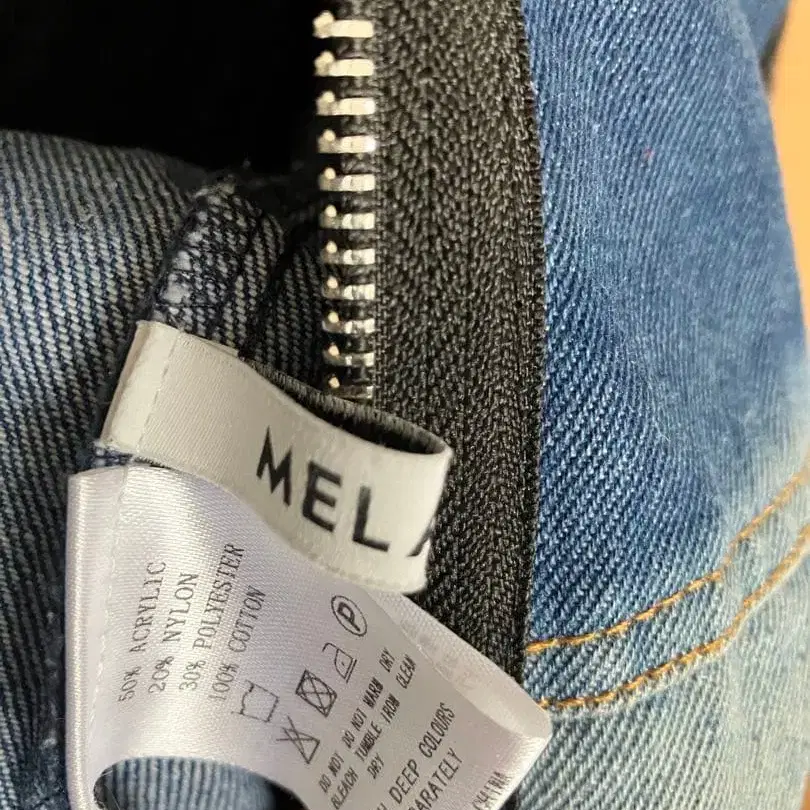 MEL
50% ACRYLIC
20% NYLON
30% POLYESTER
100% COTTON
P
DO NOT DO NOT WARM DRY
BLEACH TUMBLE IRON CLEAN
DRY
DEEP COLOURS